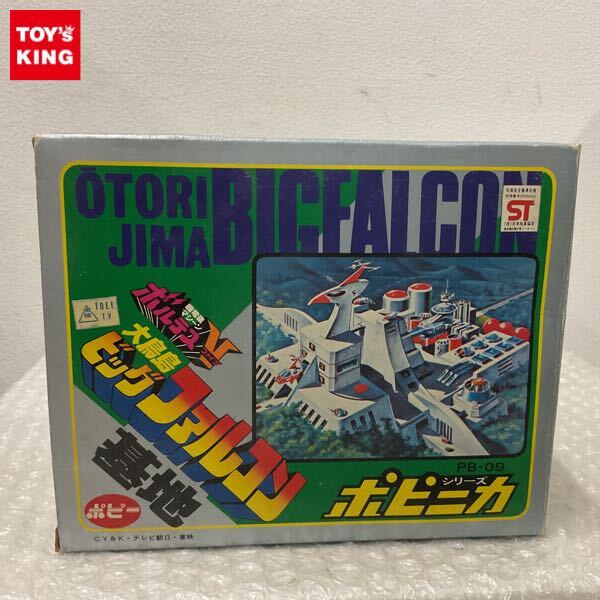 TOY's
KING
ŌTORI
JIMA
BIGFALCON
ST
TOEI
T.V
超電磁
マシーン
ボルテスV
大鳥島
ビッグファルコン
基地
ポピー
PB-09
ポピニカ
シリーズ
©Y&K・テレビ朝日・東映